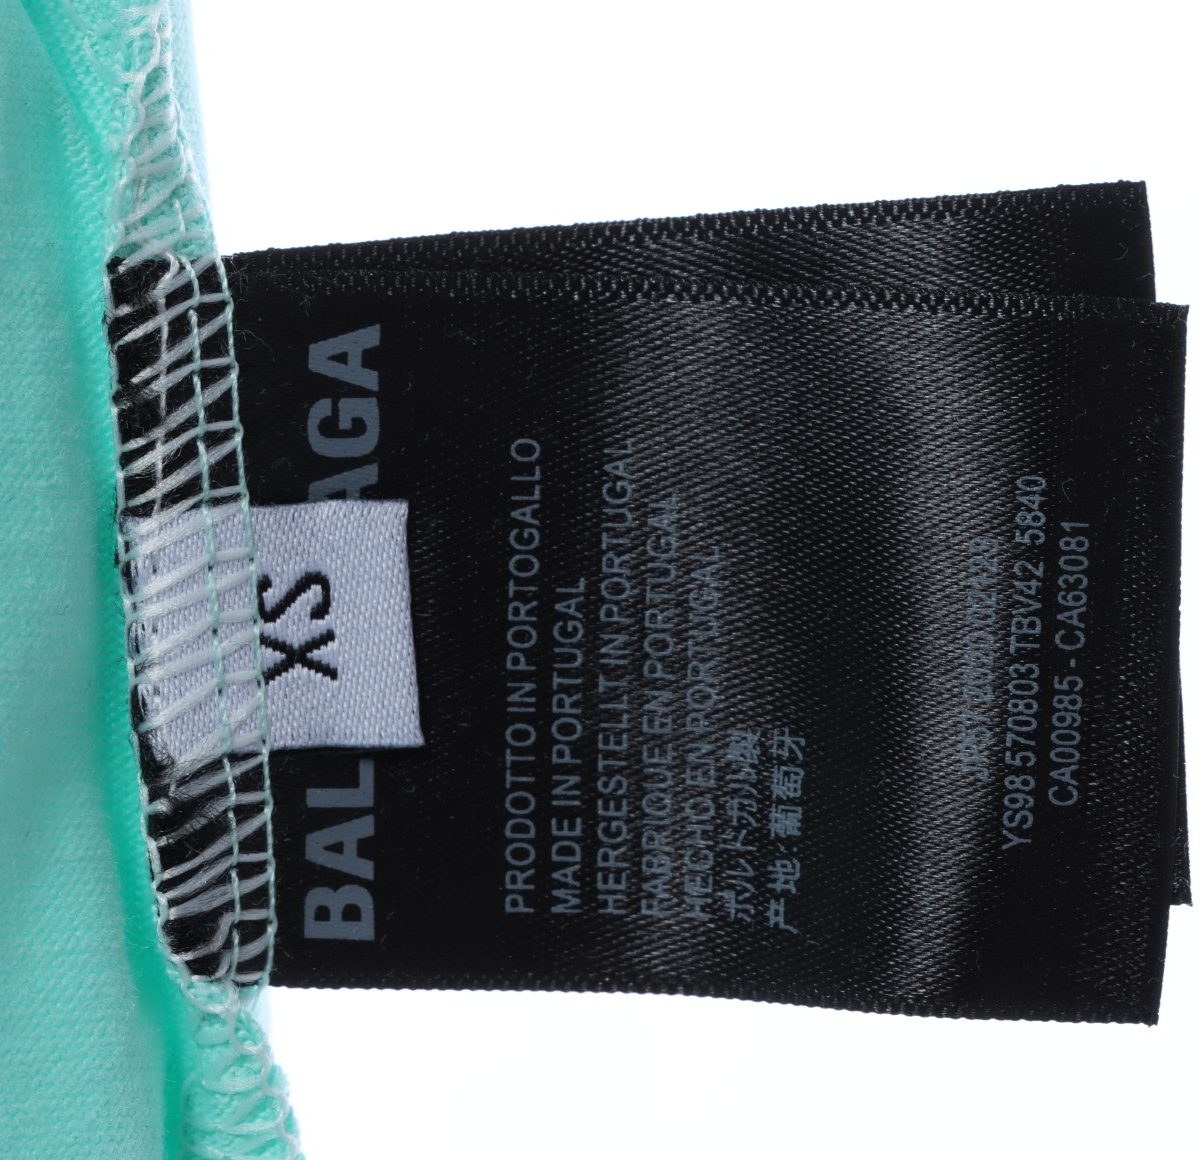 BAL AGA
XS
PRODOTTO IN PORTOGALLO
MADE IN PORTUGAL
HERGESTELLT IN PORTUGAL
FABRIQUE EN PORTUGAL
HECHO EN PORTUGAL
ポルトガル製
产地:葡萄牙
YS98 570803 TBV42 5840
CA00985 - CA63081